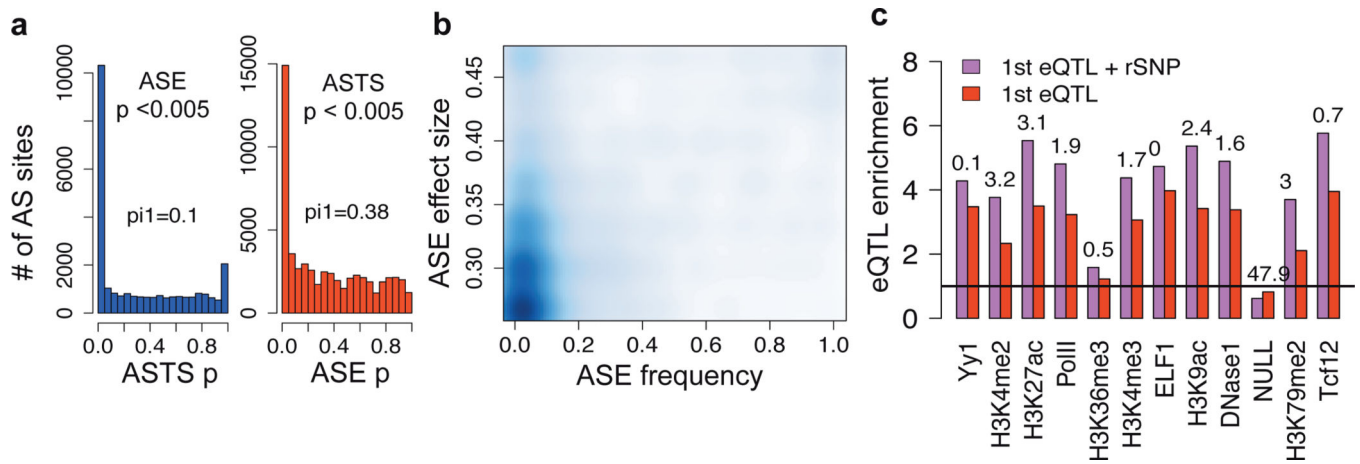 a
# of AS sites
0 2000 4000 6000 8000 10000
ASE
p <0.005
pi1=0.1
0.0 0.4 0.8
ASTS p
0 5000 10000 15000
ASTS
p < 0.005
pi1=0.38
0.0 0.4 0.8
ASE p
b
ASE effect size
0.30 0.35 0.40 0.45
0.0 0.2 0.4 0.6 0.8 1.0
ASE frequency
c
eQTL enrichment
0 2 4 6 8
1st eQTL + rSNP
1st eQTL
0.1 3.2 3.1 1.9 0.5 1.7 0 2.4 1.6 47.9 3 0.7
Yy1
H3K4me2
H3K27ac
PolII
H3K36me3
H3K4me3
ELF1
H3K9ac
DNase1
NULL
H3K79me2
Tcf12